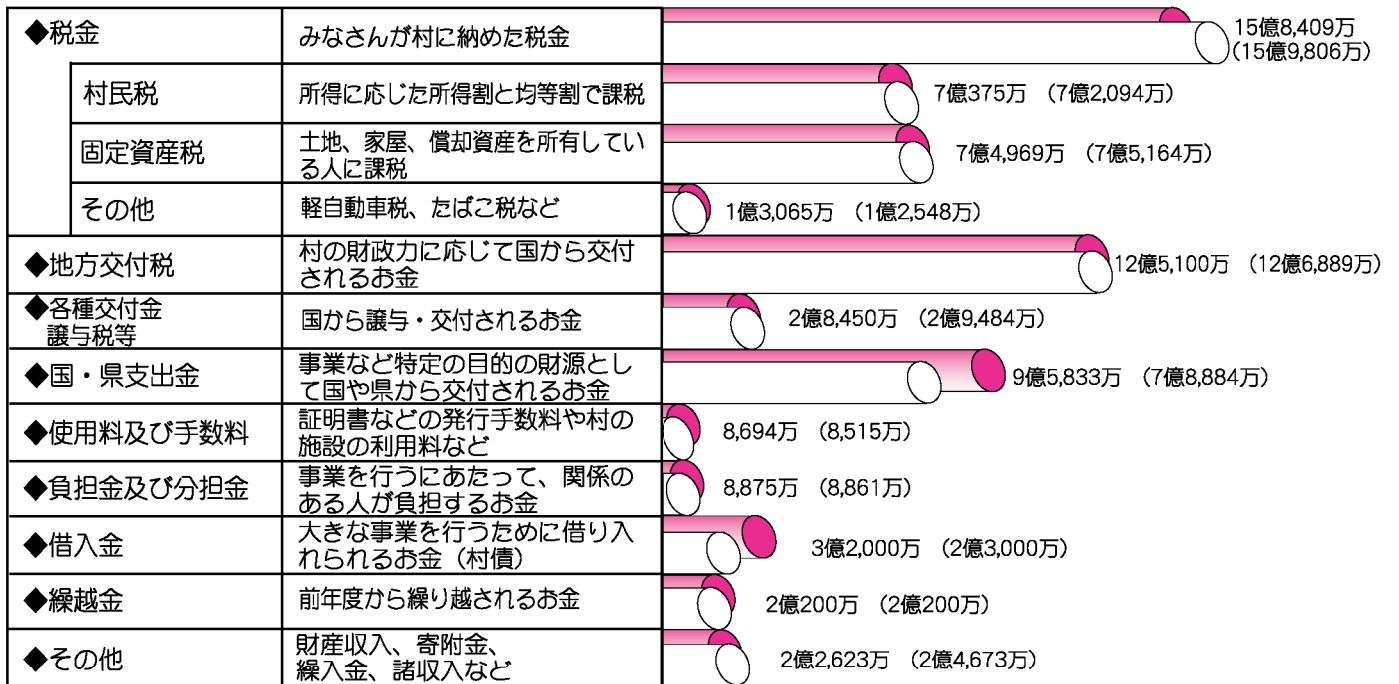 ◆税金
みなさんが村に納めた税金
15億8,409万
(15億9,806万)
村民税
所得に応じた所得割と均等割で課税
7億375万 (7億2,094万)
固定資産税
土地、家屋、償却資産を所有してい
る人に課税
7億4,969万 (7億5,164万)
その他
軽自動車税、たばこ税など
1億3,065万 (1億2,548万)
◆地方交付税
村の財政力に応じて国から交付
されるお金
12億5,100万 (12億6,889万)
◆各種交付金
譲与税等
国から譲与・交付されるお金
2億8,450万 (2億9,484万)
◆国・県支出金
事業など特定の目的の財源とし
て国や県から交付されるお金
9億5,833万 (7億8,884万)
◆使用料及び手数料
証明書などの発行手数料や村の
施設の利用料など
8,694万 (8,515万)
◆負担金及び分担金
事業を行うにあたって、関係の
ある人が負担するお金
8,875万 (8,861万)
◆借入金
大きな事業を行うために借り入
れられるお金(村債)
3億2,000万 (2億3,000万)
◆繰越金
前年度から繰り越されるお金
2億200万 (2億200万)
◆その他
財産収入、寄附金、
繰入金、諸収入など
2億2,623万 (2億4,673万)